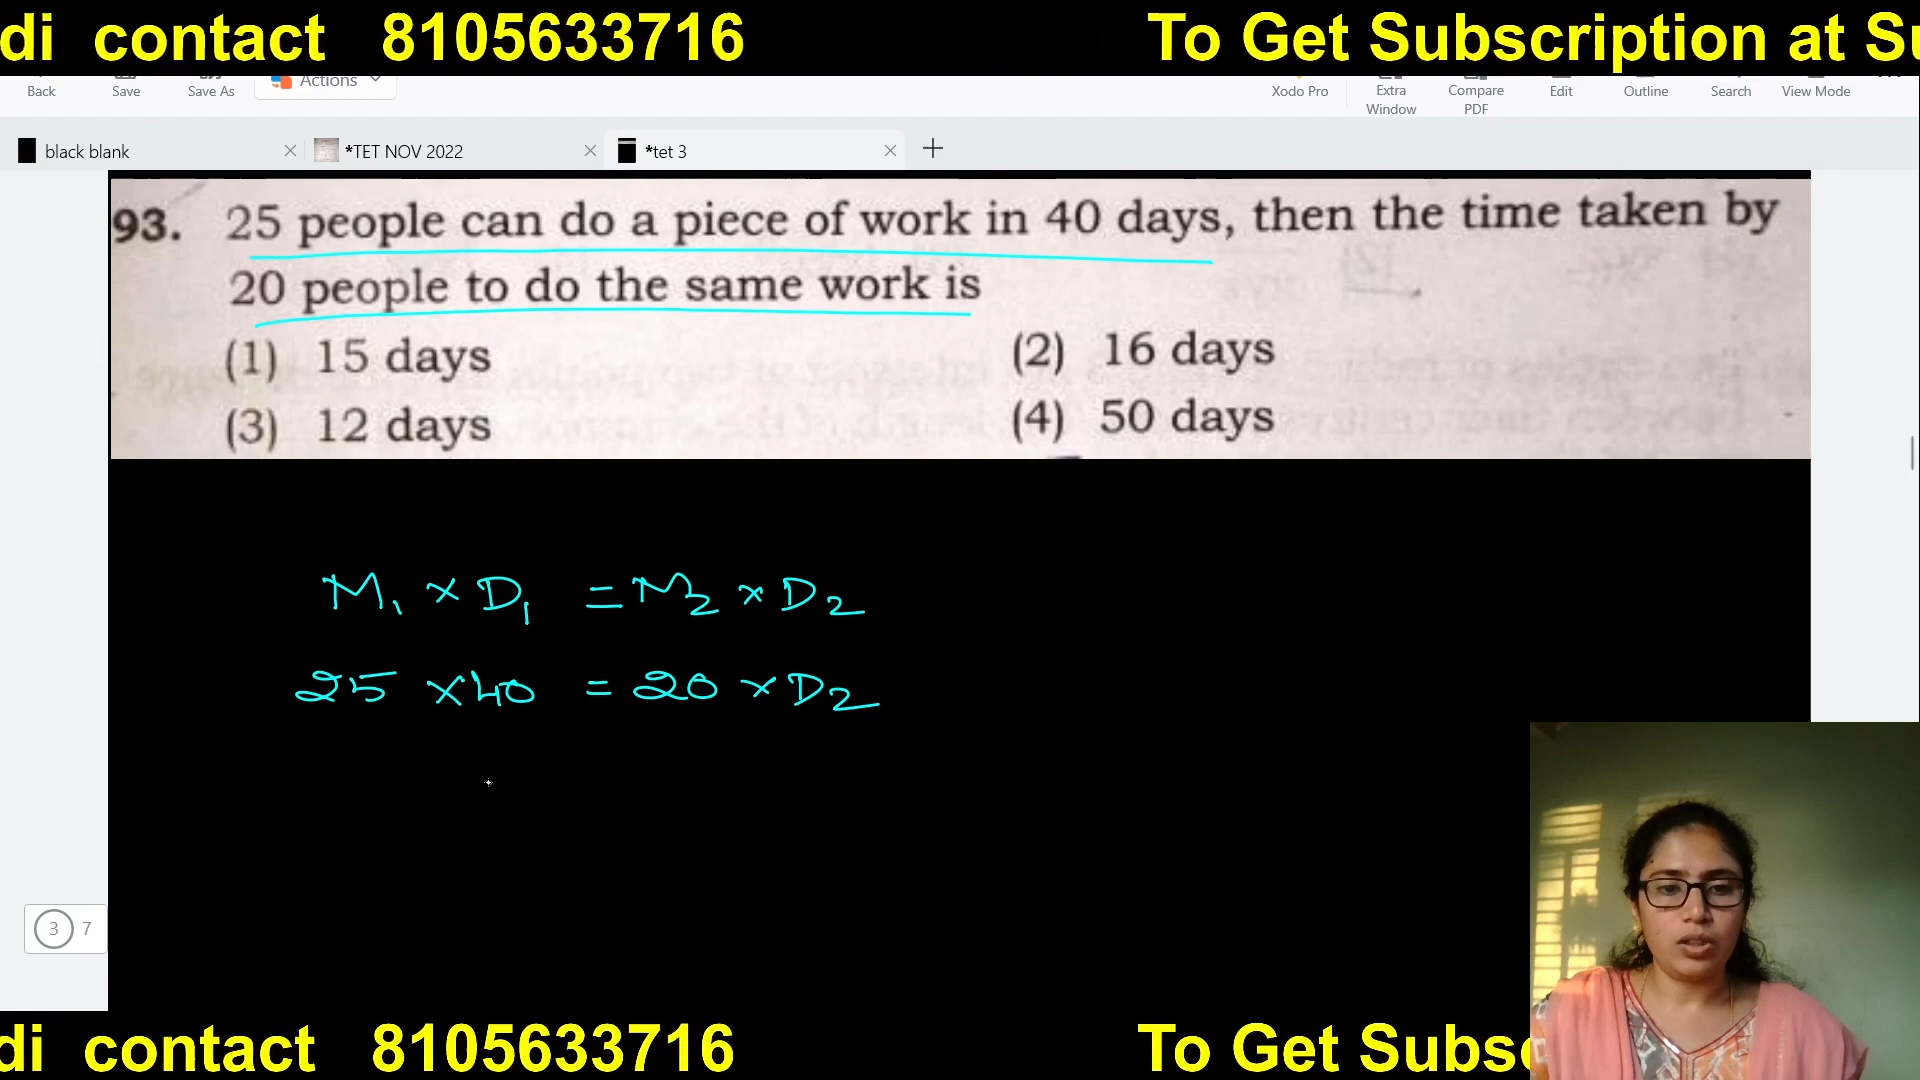 di contact 8105633716 To Get Subscription at Su
Back Save Save As Actions Xodo Pro Extra Window Compare PDF Edit Outline Search View Mode
black blank *TET NOV 2022 *tet 3
93. 25 people can do a piece of work in 40 days, then the time taken by
20 people to do the same work is
(1) 15 days (2) 16 days
(3) 12 days (4) 50 days
M1 × D1 = M2 × D2
25 × 40 = 20 × D2
3 7
di contact 8105633716 To Get Subsc